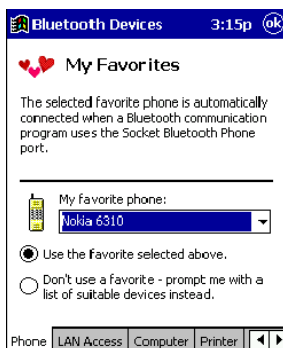 Bluetooth Devices 3:15p ok
My Favorites
The selected favorite phone is automatically
connected when a Bluetooth communication
program uses the Socket Bluetooth Phone
port.
My favorite phone:
Nokia 6310
Use the favorite selected above.
Don't use a favorite - prompt me with a
list of suitable devices instead.
Phone LAN Access Computer Printer